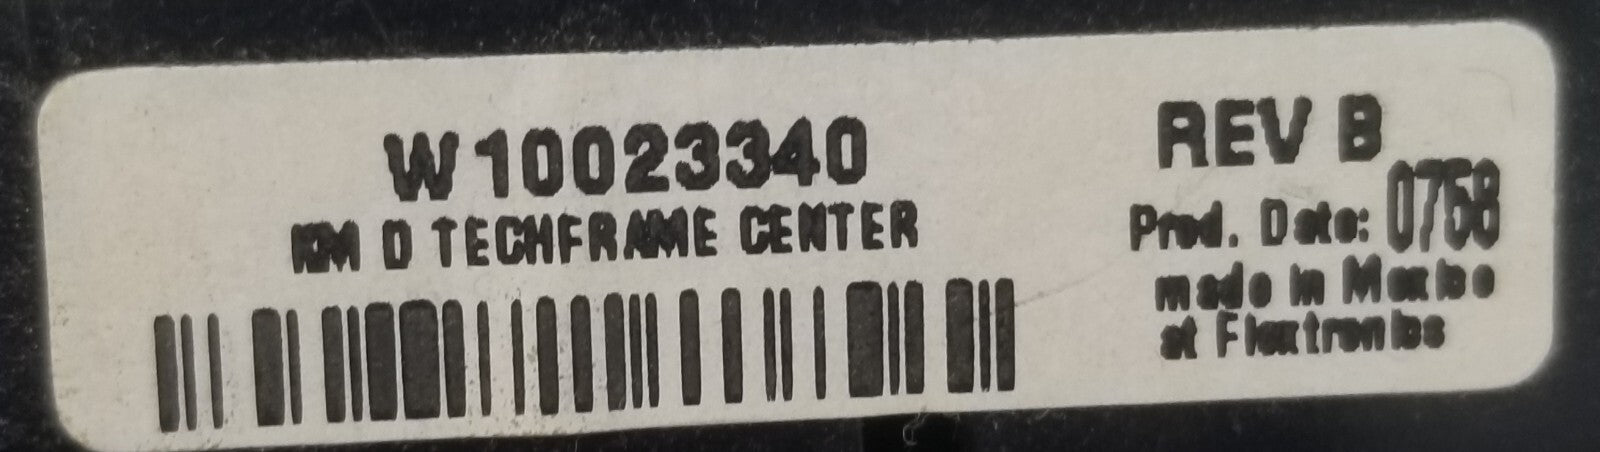 W10023340
KM D TECHFRAME CENTER
REV B
Prod. Date: 0758
made in Mexico
at Flextronics